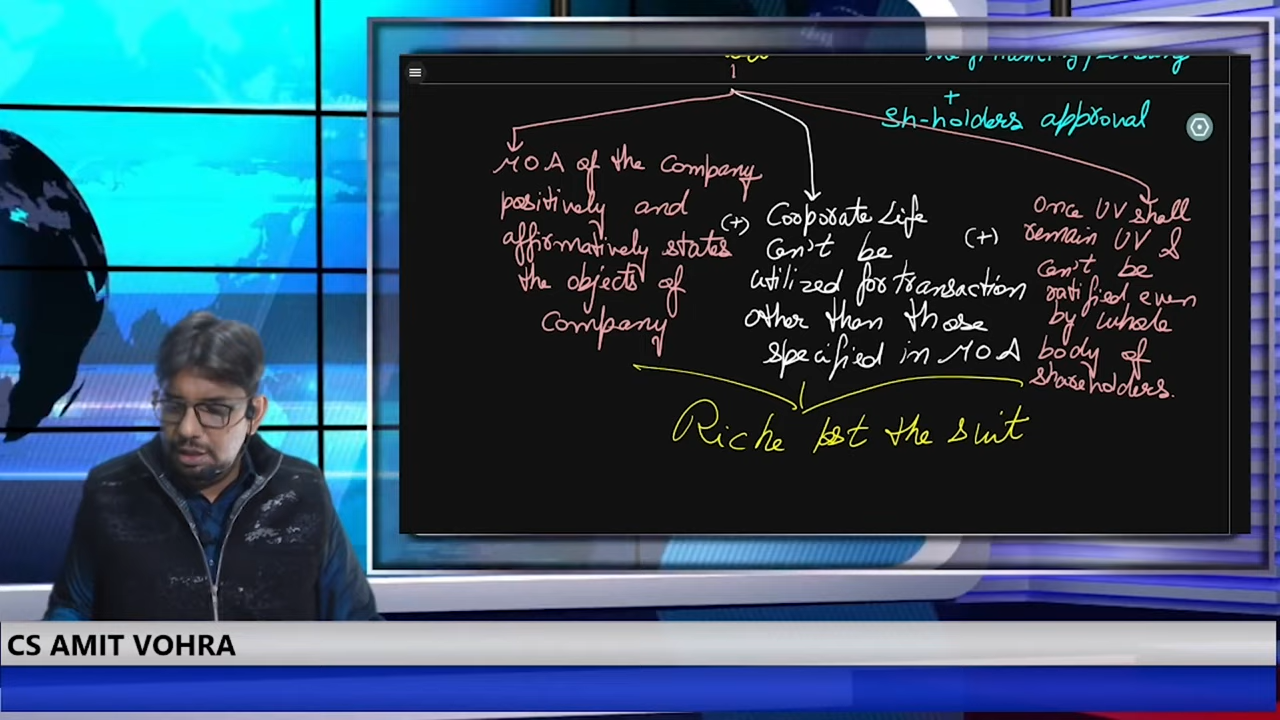 +
Sh-holders approval
MOA of the Company
positively and
affirmatively states
the objects of
Company
(+)
Cooporate Life
Can't be
utilized for transaction
other than those
specified in MOA
(+)
Once UV shall
remain UV &
can't be
ratified even
by whole
body of
shareholders.
Riche lost the suit
CS AMIT VOHRA